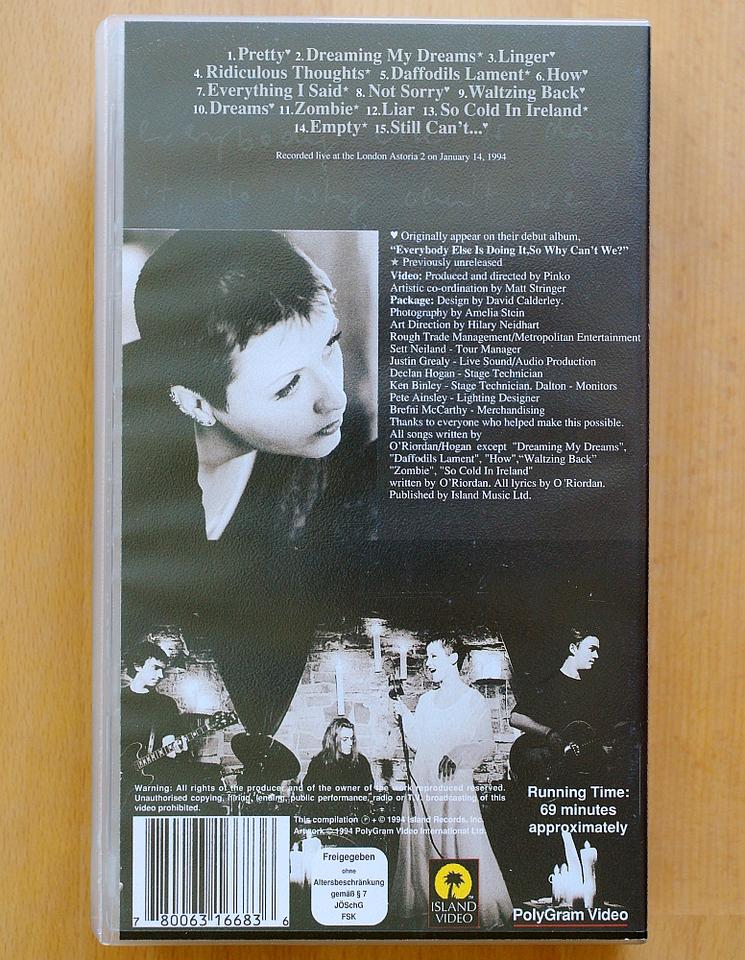 1.Pretty♥ 2.Dreaming My Dreams★ 3.Linger♥
4.Ridiculous Thoughts★ 5.Daffodils Lament★ 6.How♥
7.Everything I Said★ 8.Not Sorry♥ 9.Waltzing Back♥
10.Dreams♥ 11.Zombie★ 12.Liar 13.So Cold In Ireland★
14.Empty★ 15.Still Can't...♥
Recorded live at the London Astoria 2 on January 14, 1994
♥ Originally appear on their debut album,
"Everybody Else Is Doing It,So Why Can't We?"
★ Previously unreleased
Video: Produced and directed by Pinko
Artistic co-ordination by Matt Stringer
Package: Design by David Calderley.
Photography by Amelia Stein
Art Direction by Hilary Neidhart
Rough Trade Management/Metropolitan Entertainment
Sett Neiland - Tour Manager
Justin Grealy - Live Sound/Audio Production
Declan Hogan - Stage Technician
Ken Binley - Stage Technician. Dalton - Monitors
Pete Ainsley - Lighting Designer
Brefni McCarthy - Merchandising
Thanks to everyone who helped make this possible.
All songs written by
O'Riordan/Hogan except "Dreaming My Dreams",
"Daffodils Lament", "How","Waltzing Back"
"Zombie", "So Cold In Ireland"
written by O'Riordan. All lyrics by O'Riordan.
Published by Island Music Ltd.
Warning: All rights of the producer and of the owner of the work reproduced reserved.
Unauthorised copying, hiring, lending, public performance, radio or T.V. broadcasting of this
video prohibited.
This compilation ℗ + © 1994 Island Records, Inc.
Artwork © 1994 PolyGram Video International Ltd.
Running Time:
69 minutes
approximately
7 80063 16683 6
Freigegeben
ohne
Altersbeschränkung
gemäß § 7
JÖSchG
FSK
ISLAND
VIDEO
PolyGram Video